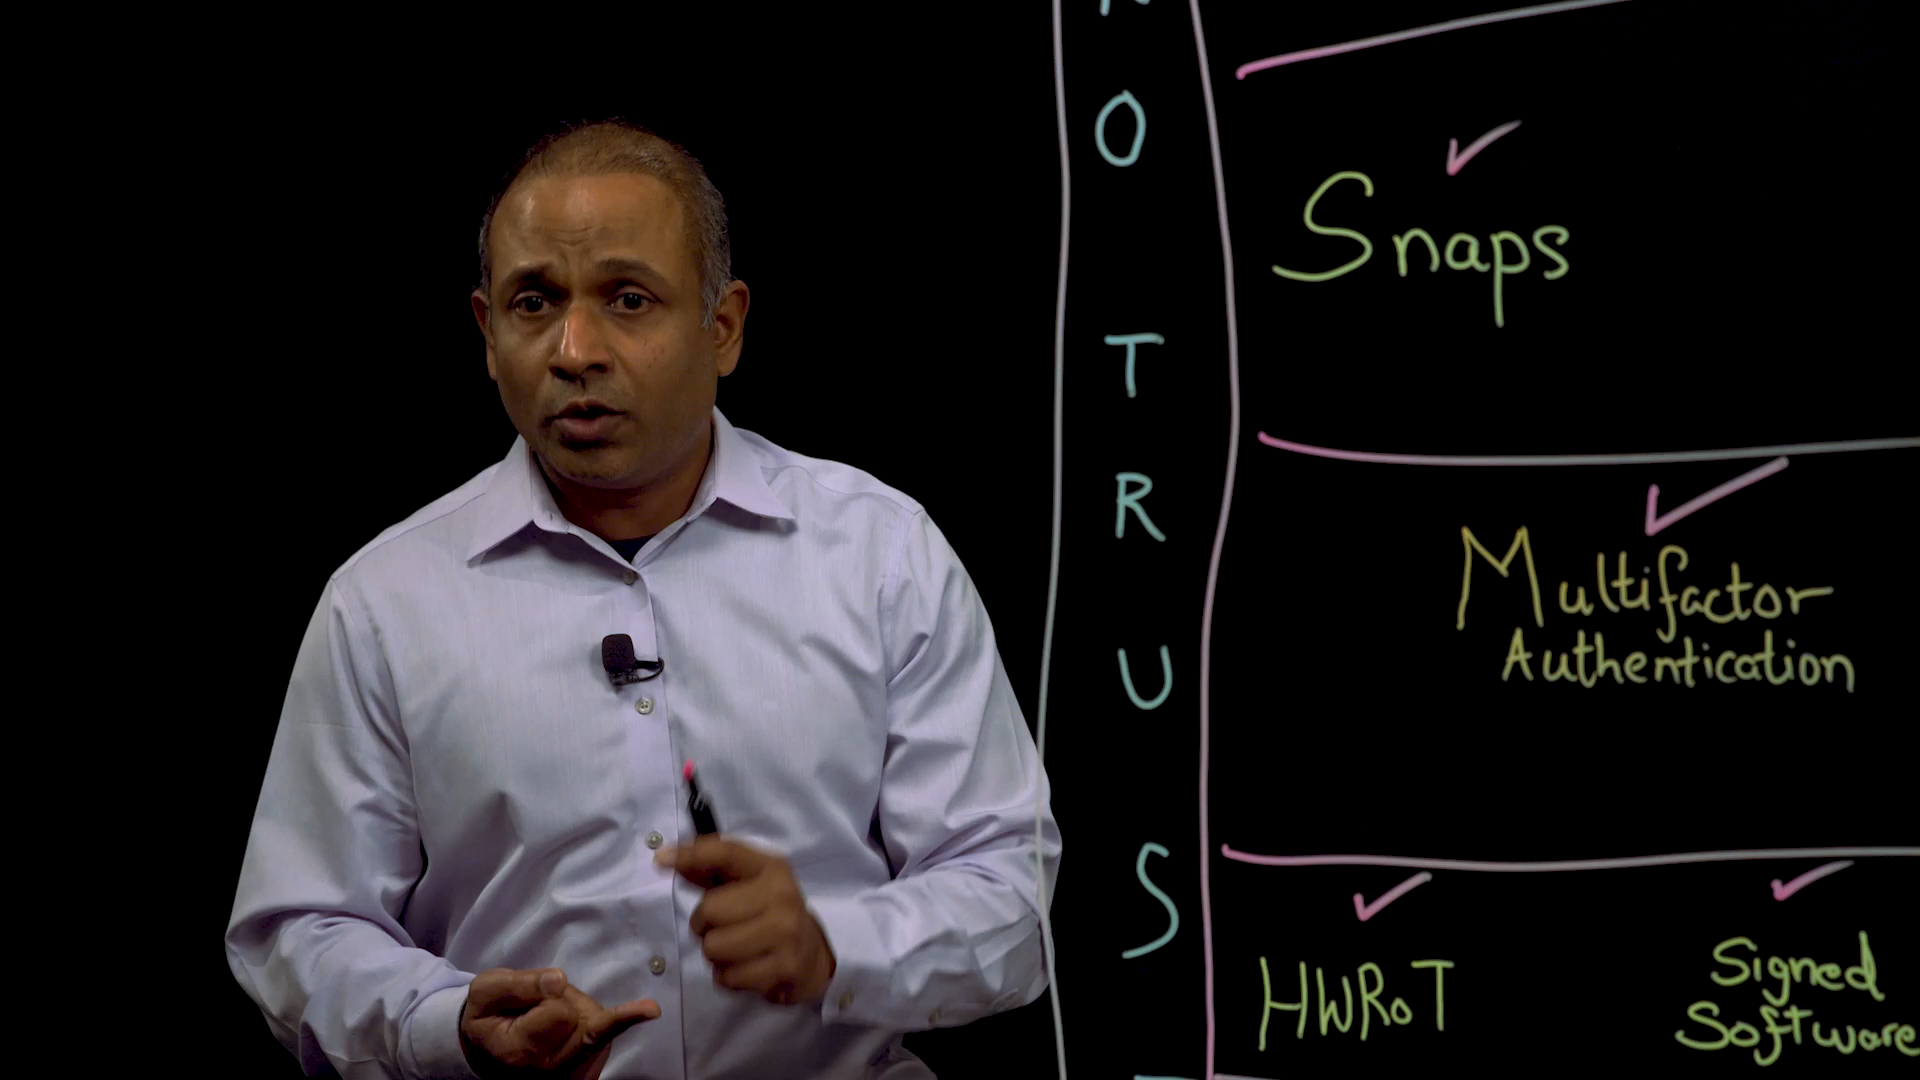 R
O
T
R
U
S
T
Snaps
Multifactor
Authentication
HWRoT
Signed
Software